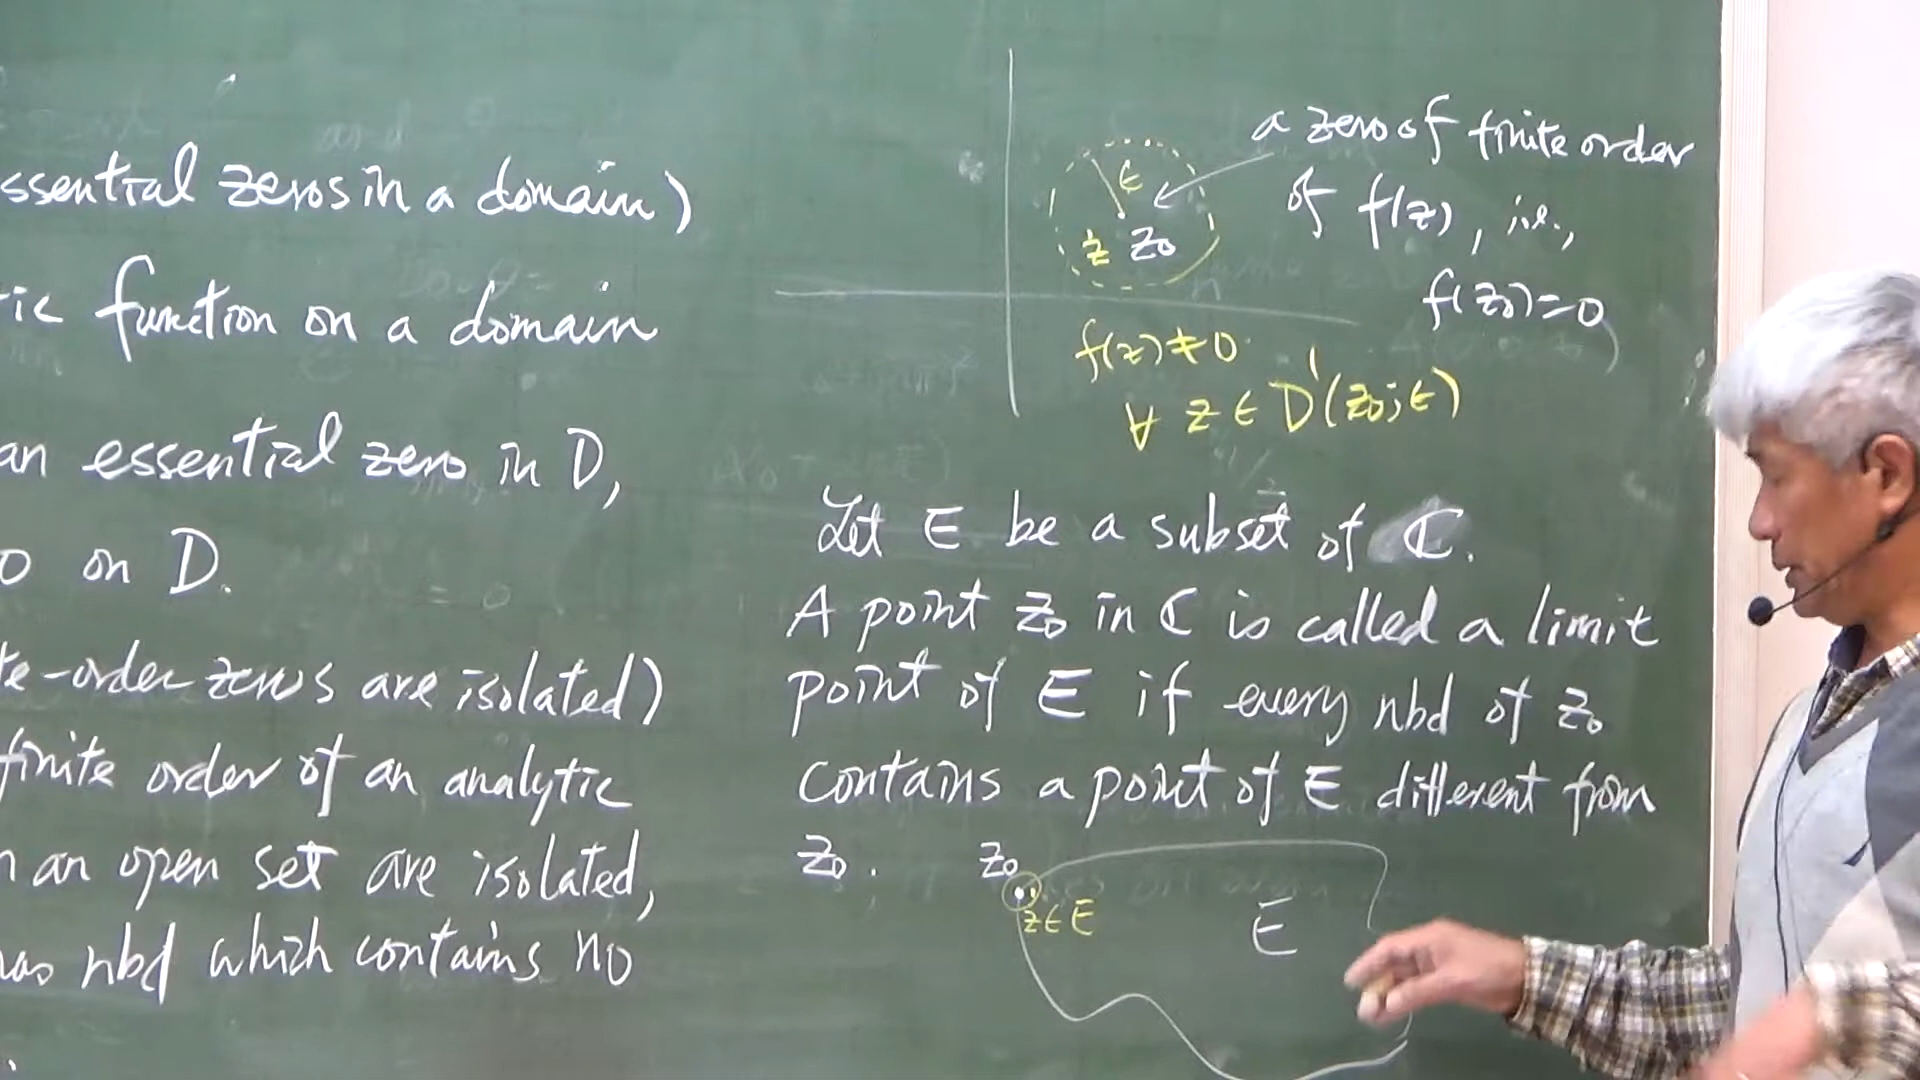 ssential zeros in a domain)
ic function on a domain
an essential zero in D,
0 on D.
te-order zeros are isolated)
finite order of an analytic
n an open set are isolated,
has nbd which contains no
a zero of finite order
of f(z), i.e.,
f(z₀)=0
ϵ
z z₀
f(z)≠0
∀ z ∈ D'(z₀;ϵ)
Let E be a subset of ℂ.
A point z₀ in ℂ is called a limit
point of E if every nbd of z₀
contains a point of E different from
z₀.
z₀
z∈E
E